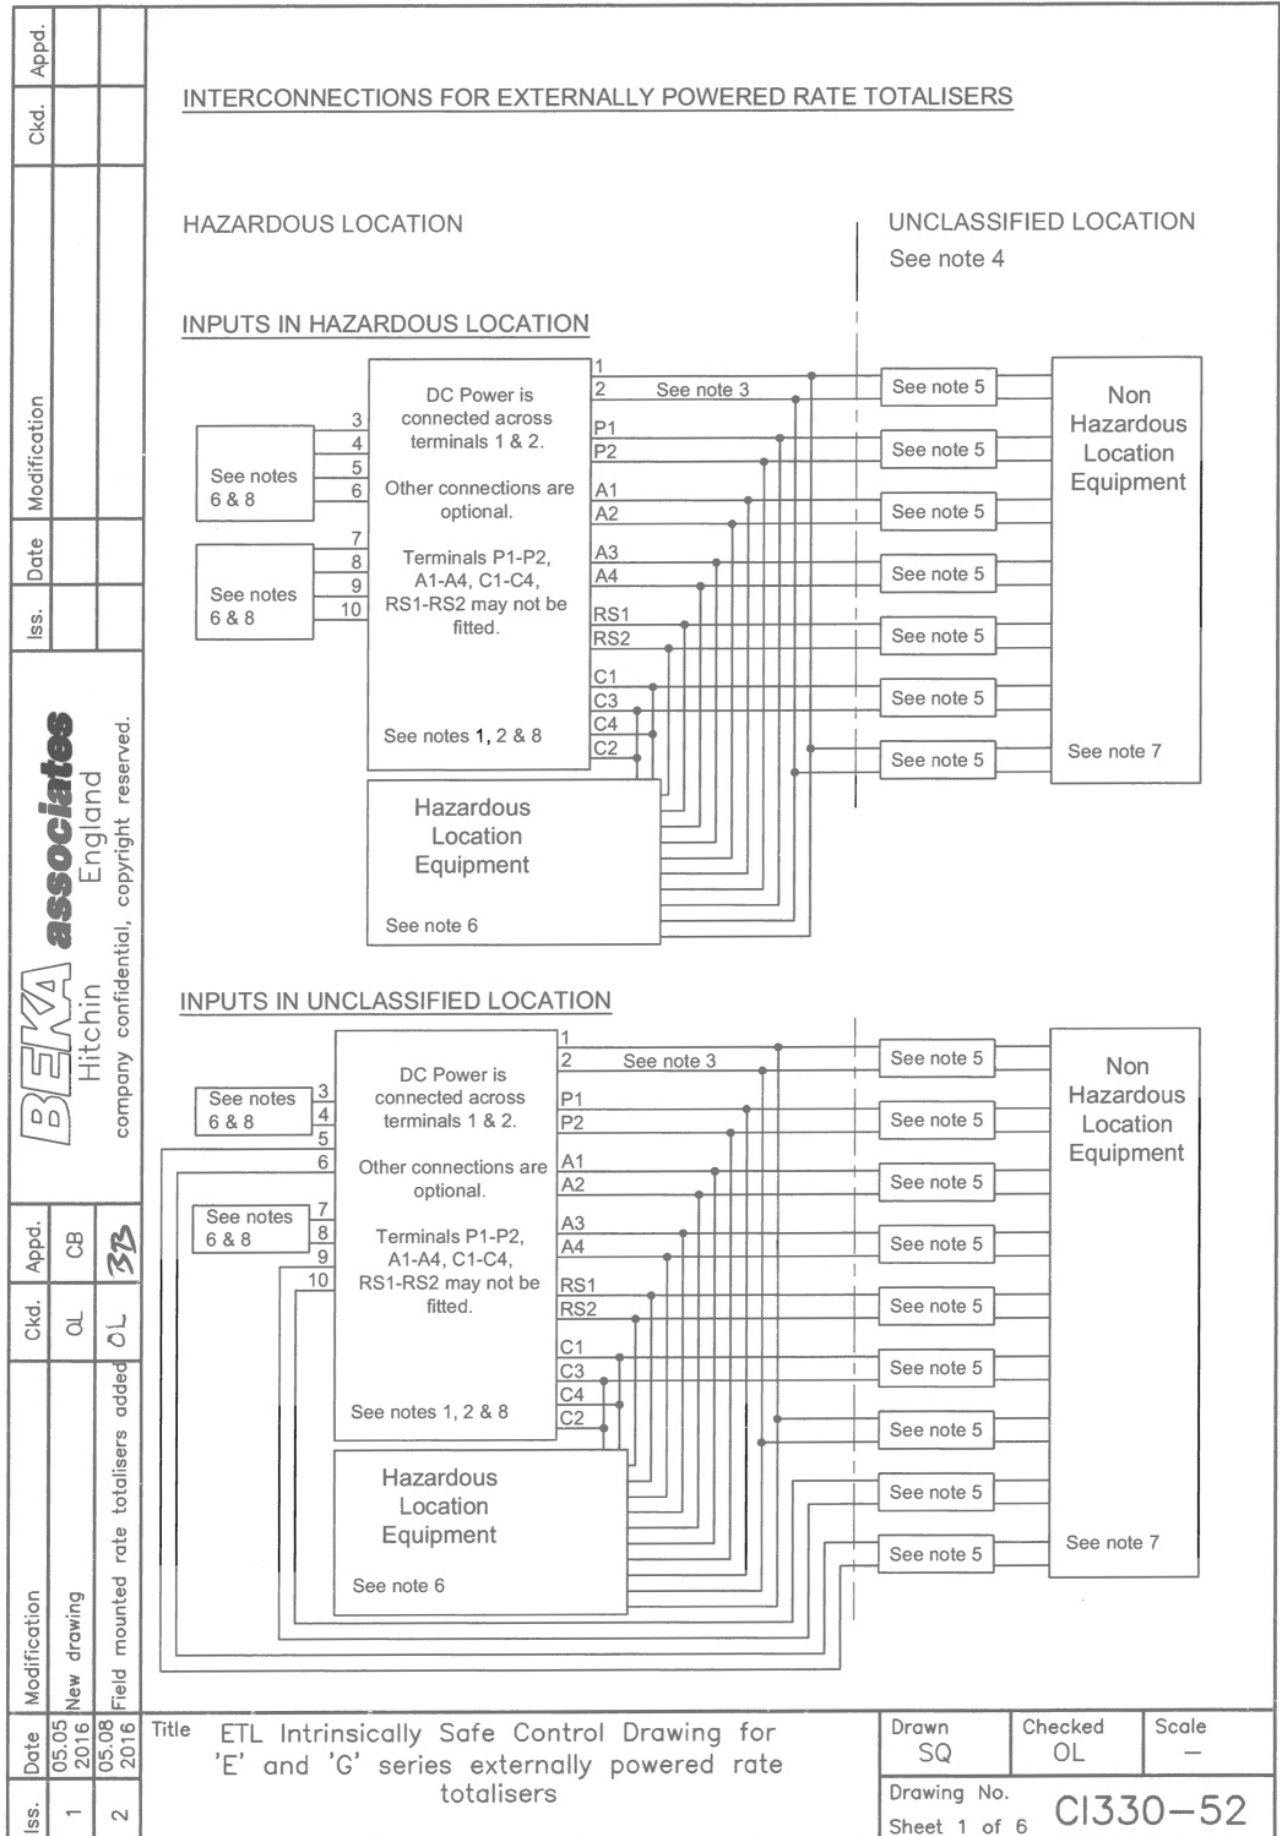 INTERCONNECTIONS FOR EXTERNALLY POWERED RATE TOTALISERS
HAZARDOUS LOCATION
UNCLASSIFIED LOCATION
See note 4
INPUTS IN HAZARDOUS LOCATION
DC Power is
connected across
terminals 1 & 2.
Other connections are
optional.
Terminals P1-P2,
A1-A4, C1-C4,
RS1-RS2 may not be
fitted.
See notes 1, 2 & 8
3
4
5
6
See notes
6 & 8
7
8
9
10
See notes
6 & 8
1
2
See note 3
P1
P2
A1
A2
A3
A4
RS1
RS2
C1
C3
C4
C2
See note 5
See note 5
See note 5
See note 5
See note 5
See note 5
See note 5
Non
Hazardous
Location
Equipment
See note 7
Hazardous
Location
Equipment
See note 6
INPUTS IN UNCLASSIFIED LOCATION
DC Power is
connected across
terminals 1 & 2.
Other connections are
optional.
Terminals P1-P2,
A1-A4, C1-C4,
RS1-RS2 may not be
fitted.
See notes 1, 2 & 8
See notes
6 & 8
3
4
5
6
See notes
6 & 8
7
8
9
10
1
2
See note 3
P1
P2
A1
A2
A3
A4
RS1
RS2
C1
C3
C4
C2
See note 5
See note 5
See note 5
See note 5
See note 5
See note 5
See note 5
See note 5
See note 5
Non
Hazardous
Location
Equipment
See note 7
Hazardous
Location
Equipment
See note 6
Iss. Date Modification Ckd. Appd.
BEKA associates
Hitchin England
company confidential, copyright reserved.
Iss. Date Modification Ckd. Appd.
1 05.05 2016 New drawing OL CB
2 05.08 2016 Field mounted rate totalisers added OL BB
Title ETL Intrinsically Safe Control Drawing for
'E' and 'G' series externally powered rate
totalisers
Drawn
SQ
Checked
OL
Scale
—
Drawing No.
CI330-52
Sheet 1 of 6